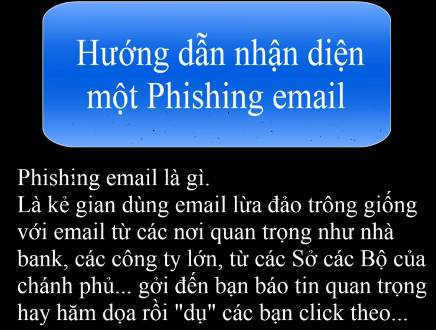 Hướng dẫn nhận diện
một Phishing email
Phishing email là gì.
Là kẻ gian dùng email lừa đảo trông giống
với email từ các nơi quan trọng như nhà
bank, các công ty lớn, từ các Sở các Bộ của
chánh phủ... gởi đến bạn báo tin quan trọng
hay hăm dọa rồi "dụ" các bạn click theo...